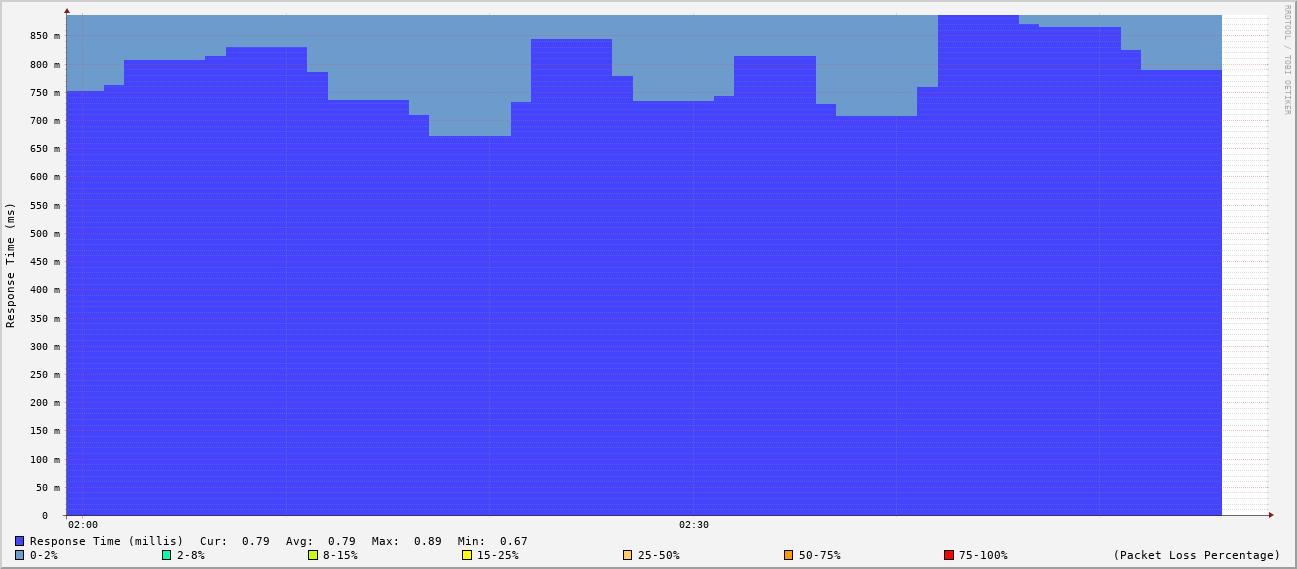 RRDTOOL / TOBI OETIKER
Response Time (ms)
850 m
800 m
750 m
700 m
650 m
600 m
550 m
500 m
450 m
400 m
350 m
300 m
250 m
200 m
150 m
100 m
50 m
0
02:00 02:30
Response Time (millis) Cur: 0.79 Avg: 0.79 Max: 0.89 Min: 0.67
0-2% 2-8% 8-15% 15-25% 25-50% 50-75% 75-100% (Packet Loss Percentage)